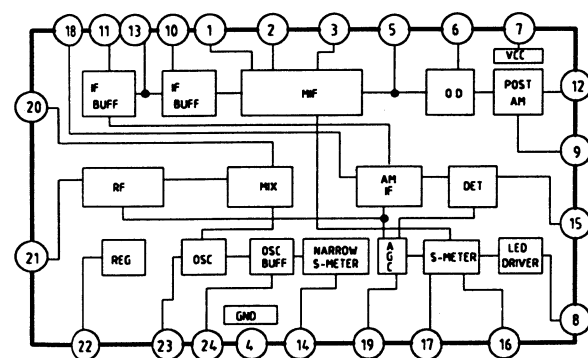 18 11 13 10 1 2 3 5 6 7
VCC
IF BUFF
IF BUFF
MIF
O D
POST AM
12
20
9
RF
MIX
AM IF
DET
15
21
REG
OSC
OSC BUFF
NARROW S-METER
AGC
S-METER
LED DRIVER
GND
8
22 23 24 4 14 19 17 16